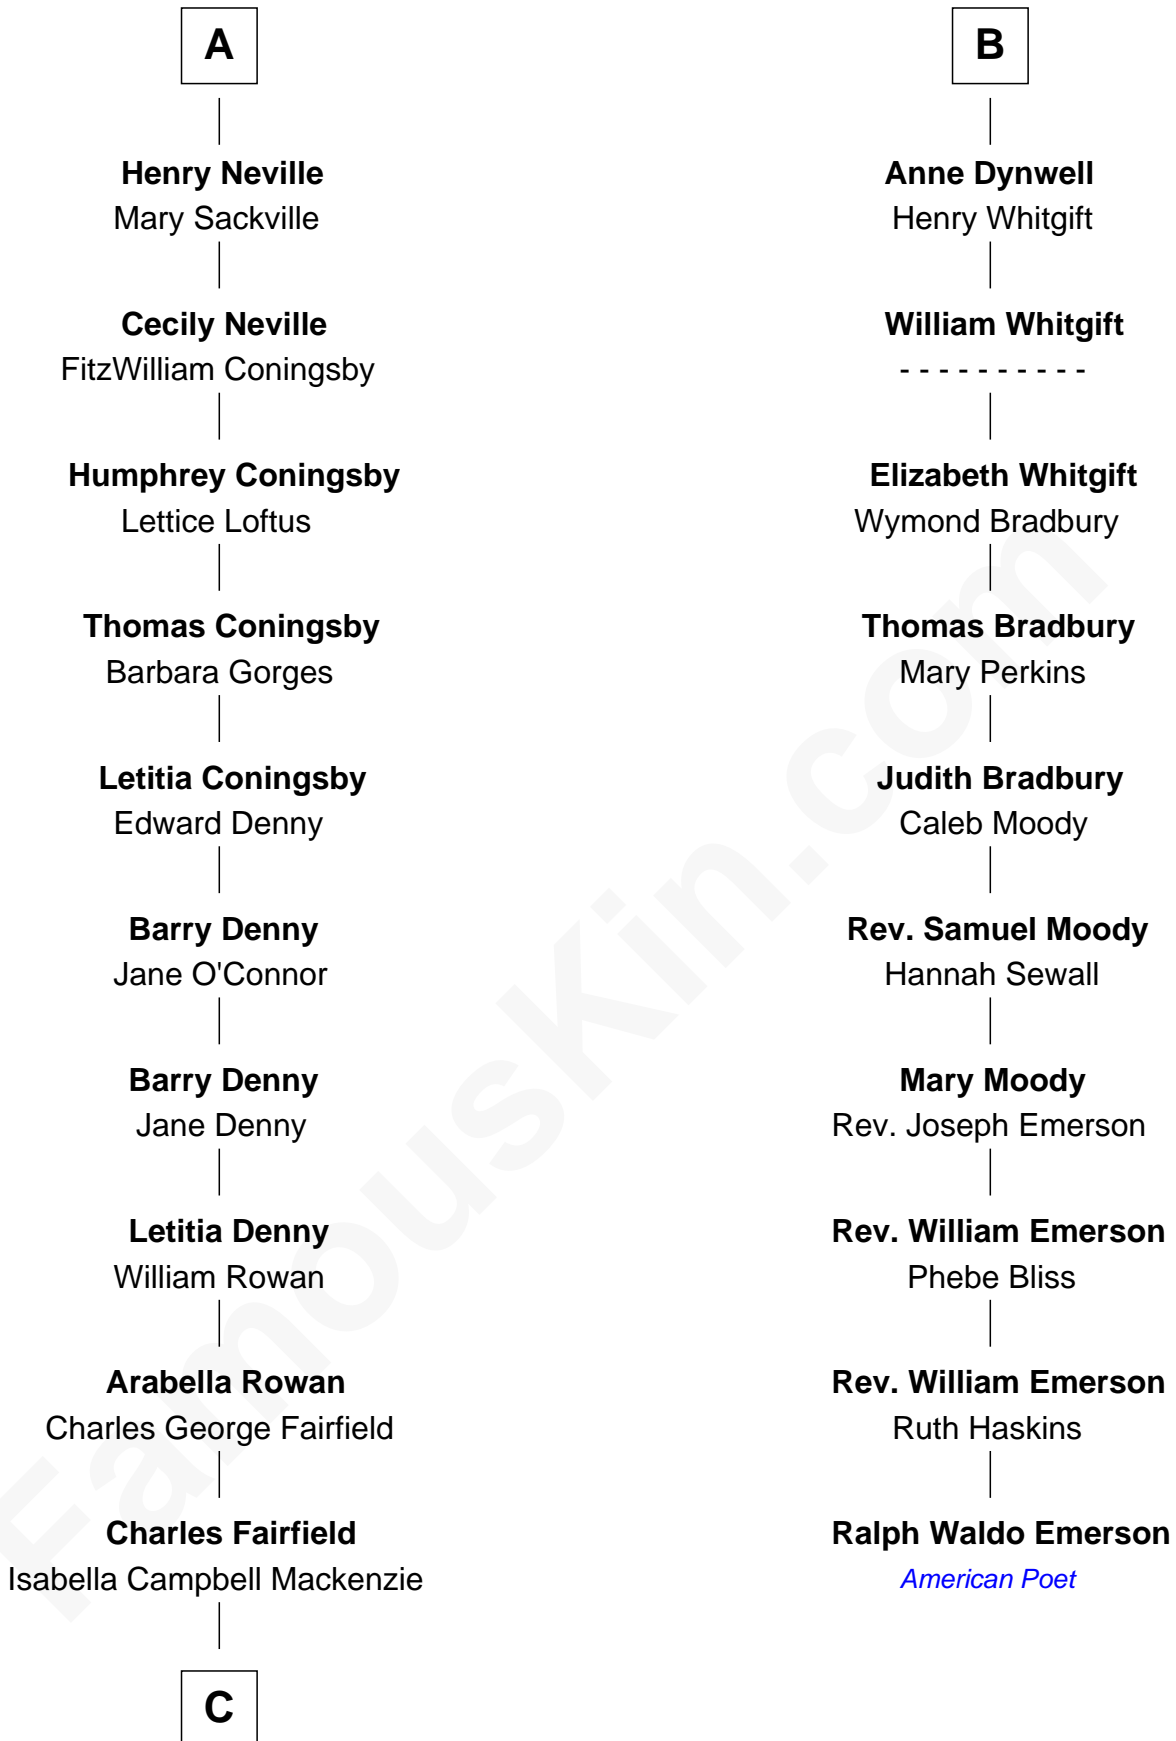 A
Henry Neville
Mary Sackville
Cecily Neville
FitzWilliam Coningsby
Humphrey Coningsby
Lettice Loftus
Thomas Coningsby
Barbara Gorges
Letitia Coningsby
Edward Denny
Barry Denny
Jane O'Connor
Barry Denny
Jane Denny
Letitia Denny
William Rowan
Arabella Rowan
Charles George Fairfield
Charles Fairfield
Isabella Campbell Mackenzie
C
B
Anne Dynwell
Henry Whitgift
William Whitgift
- - - - - - - - - -
Elizabeth Whitgift
Wymond Bradbury
Thomas Bradbury
Mary Perkins
Judith Bradbury
Caleb Moody
Rev. Samuel Moody
Hannah Sewall
Mary Moody
Rev. Joseph Emerson
Rev. William Emerson
Phebe Bliss
Rev. William Emerson
Ruth Haskins
Ralph Waldo Emerson
American Poet
FamousKin.com